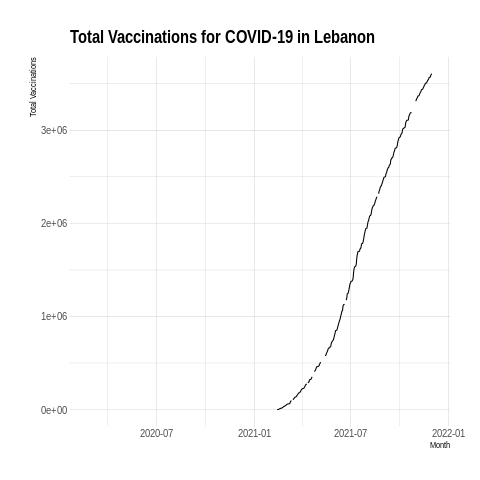 Total Vaccinations for COVID-19 in Lebanon
Total Vaccinations
3e+06
2e+06
1e+06
0e+00
2020-07 2021-01 2021-07 2022-01
Month